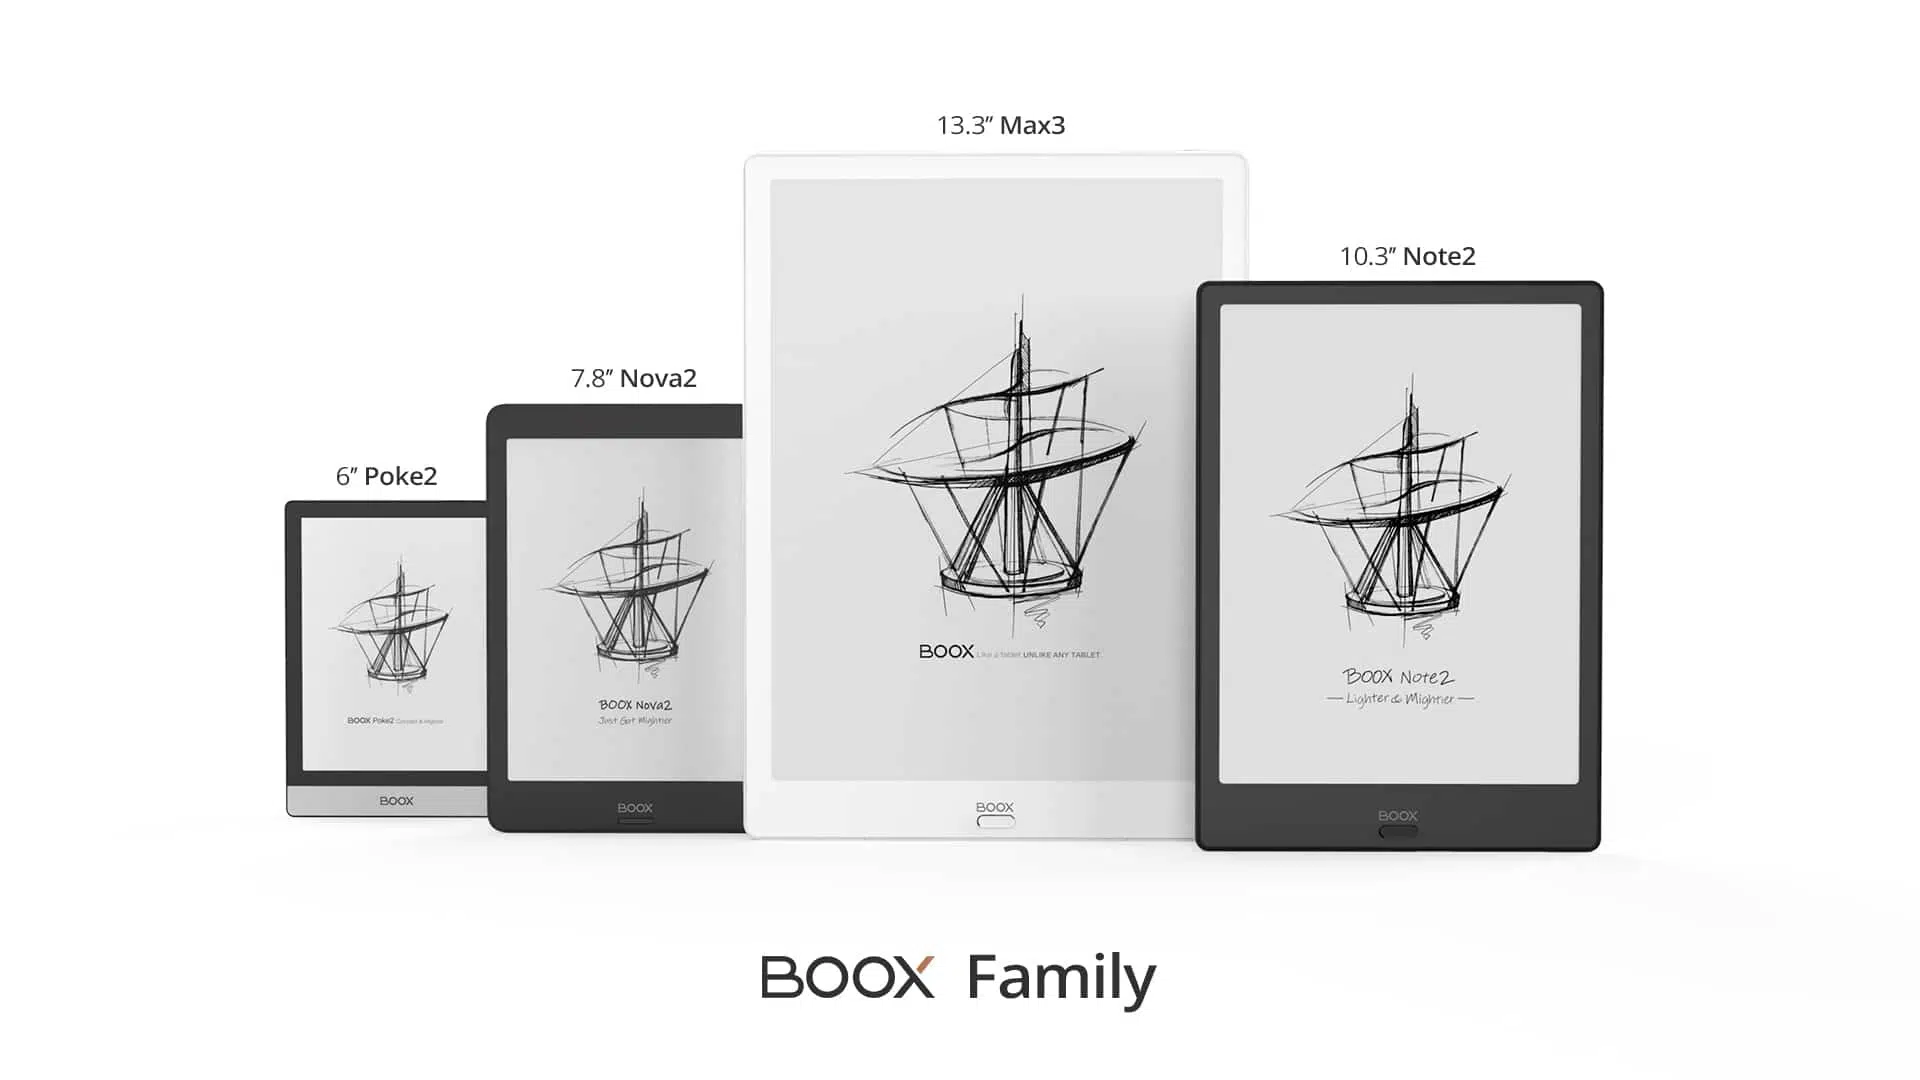 13.3" Max3
10.3" Note2
7.8" Nova2
6" Poke2
BOOX Poke2
BOOX
BOOX Nova2
Just Got Mightier
BOOX
BOOX Like a tablet UNLIKE ANY TABLET.
BOOX
BOOX Note2
— Lighter & Mightier —
BOOX
BOOX Family